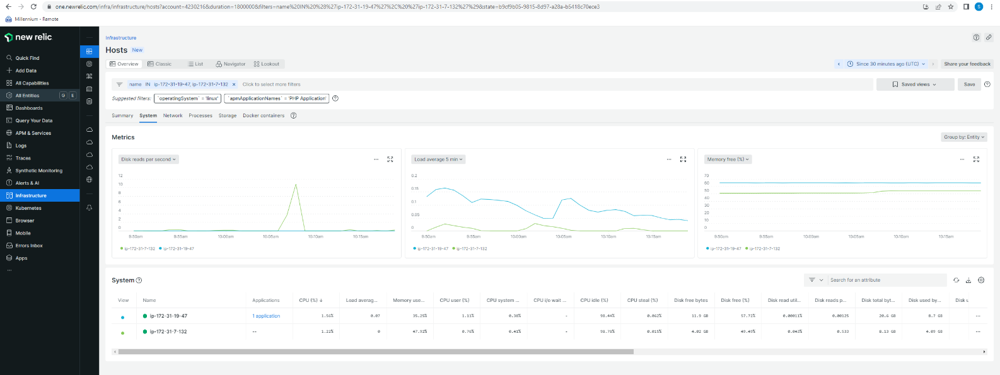 one.newrelic.com/infra/infrastructure/hosts?account=4230216&duration=1800000&filters=name%20IN%20%28%27ip-172-31-19-47%27%2C%20%27ip-172-31-7-132%27%29&state=b9cf9b05-9815-8d97-a28a-b5418c70ece3
S
Millennium - Remote
new relic
Quick Find
Add Data
All Capabilities
All Entities G E
Dashboards
Query Your Data
APM & Services
Logs
Traces
Synthetic Monitoring
Alerts & AI
Infrastructure
Kubernetes
Browser
Mobile
Errors Inbox
Apps
...
Infrastructure
Hosts New
Overview Classic List Navigator Lookout
Since 30 minutes ago (UTC) Share your feedback
name IN ip-172-31-19-47, ip-172-31-7-132 × Click to select more filters
Saved views Save
Suggested filters: `operatingSystem` = 'linux' `apmApplicationNames` = 'PHP Application'
Summary System Network Processes Storage Docker containers
Metrics Group by: Entity
Disk reads per second
12
10
8
6
4
2
0
9:50am 9:55am 10:00am 10:05am 10:10am 10:15am
ip-172-31-7-132 ip-172-31-19-47
Load average 5 min
0.2
0.15
0.1
0.05
0
9:50am 9:55am 10:00am 10:05am 10:10am 10:15am
ip-172-31-19-47 ip-172-31-7-132
Memory free (%)
70
60
50
40
30
20
10
0
9:50am 9:55am 10:00am 10:05am 10:10am 10:15am
ip-172-31-19-47 ip-172-31-7-132
System Search for an attribute
View Name Applications CPU (%) ↓ Load averag... Memory use... CPU user (%) CPU system ... CPU i/o wait ... CPU idle (%) CPU steal (%) Disk free bytes Disk free (%) Disk read util... Disk reads p... Disk total byt... Disk used by... Disk u
ip-172-31-19-47 1 application 1.56% 0.07 35.25% 1.11% 0.38% - 98.44% 0.062% 11.9 GB 57.72% 0.00011% 0.00125 20.6 GB 8.7 GB ...
ip-172-31-7-132 -- 1.22% 0 47.92% 0.76% 0.41% - 98.78% 0.015% 4.02 GB 49.49% 0.043% 0.533 8.13 GB 4.09 GB ...